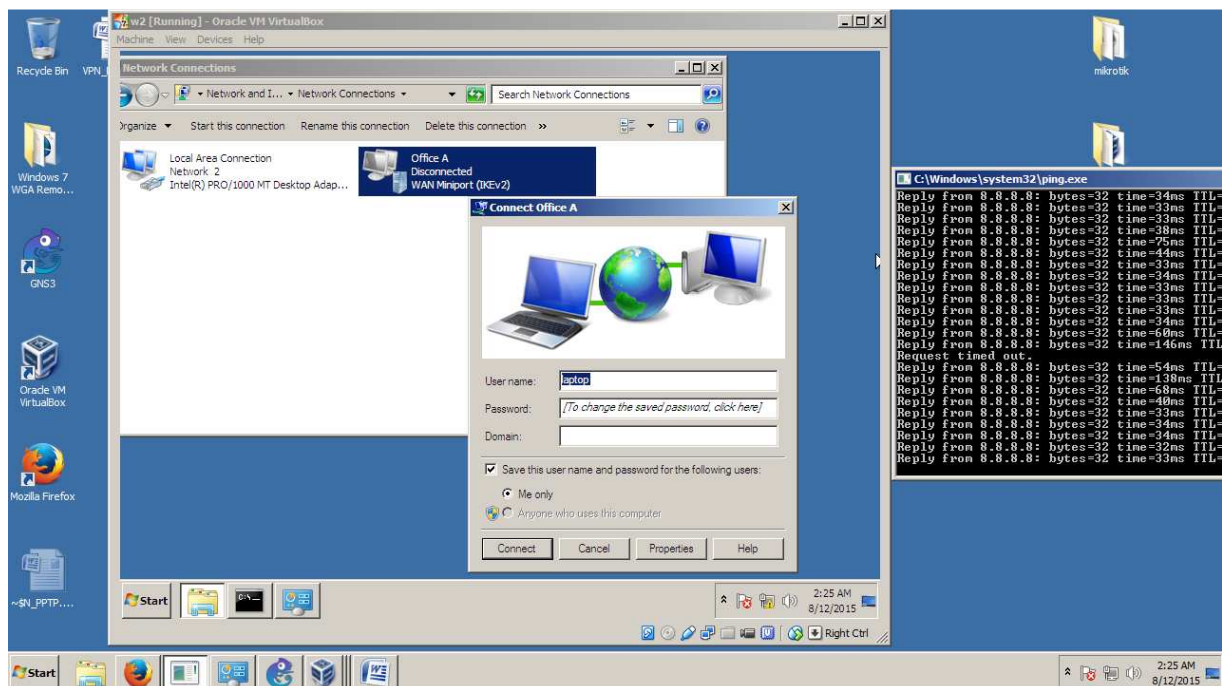 Recycle Bin
VPN_
Windows 7
WGA Remo...
GNS3
Oracle VM
VirtualBox
Mozilla Firefox
~$N_PPTP....
w2 [Running] - Oracle VM VirtualBox
Machine View Devices Help
Network Connections
Network and I... Network Connections
Search Network Connections
Organize Start this connection Rename this connection Delete this connection »
Local Area Connection
Network 2
Intel(R) PRO/1000 MT Desktop Adap...
Office A
Disconnected
WAN Miniport (IKEv2)
Connect Office A
User name: laptop
Password: [To change the saved password, click here]
Domain:
Save this user name and password for the following users:
Me only
Anyone who uses this computer
Connect Cancel Properties Help
Start
2:25 AM
8/12/2015
Right Ctrl
mikrotik
C:\Windows\system32\ping.exe
Reply from 8.8.8.8: bytes=32 time=34ms TTL=
Reply from 8.8.8.8: bytes=32 time=33ms TTL=
Reply from 8.8.8.8: bytes=32 time=33ms TTL=
Reply from 8.8.8.8: bytes=32 time=38ms TTL=
Reply from 8.8.8.8: bytes=32 time=75ms TTL=
Reply from 8.8.8.8: bytes=32 time=44ms TTL=
Reply from 8.8.8.8: bytes=32 time=33ms TTL=
Reply from 8.8.8.8: bytes=32 time=34ms TTL=
Reply from 8.8.8.8: bytes=32 time=33ms TTL=
Reply from 8.8.8.8: bytes=32 time=33ms TTL=
Reply from 8.8.8.8: bytes=32 time=33ms TTL=
Reply from 8.8.8.8: bytes=32 time=34ms TTL=
Reply from 8.8.8.8: bytes=32 time=60ms TTL=
Reply from 8.8.8.8: bytes=32 time=146ms TTL
Request timed out.
Reply from 8.8.8.8: bytes=32 time=54ms TTL=
Reply from 8.8.8.8: bytes=32 time=138ms TTL
Reply from 8.8.8.8: bytes=32 time=68ms TTL=
Reply from 8.8.8.8: bytes=32 time=40ms TTL=
Reply from 8.8.8.8: bytes=32 time=33ms TTL=
Reply from 8.8.8.8: bytes=32 time=34ms TTL=
Reply from 8.8.8.8: bytes=32 time=34ms TTL=
Reply from 8.8.8.8: bytes=32 time=32ms TTL=
Reply from 8.8.8.8: bytes=32 time=33ms TTL=
Start
2:25 AM
8/12/2015